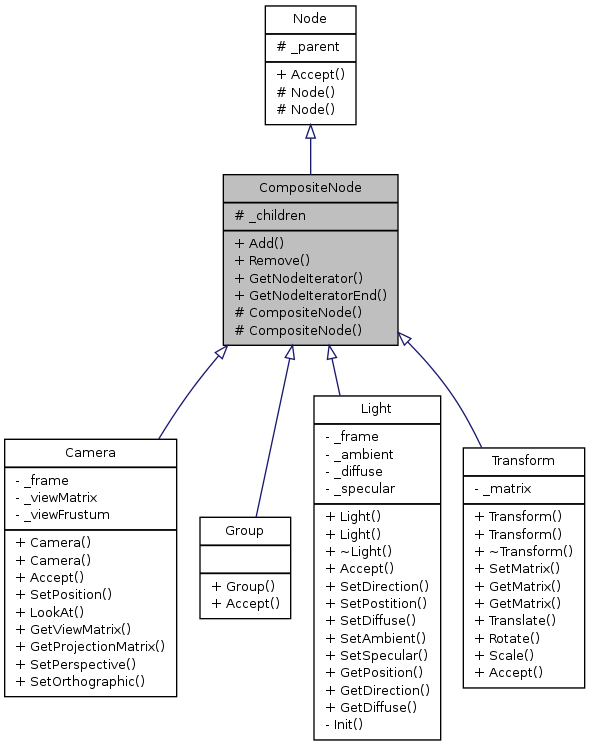 Node
# _parent
+ Accept()
# Node()
# Node()
CompositeNode
# _children
+ Add()
+ Remove()
+ GetNodeIterator()
+ GetNodeIteratorEnd()
# CompositeNode()
# CompositeNode()
Camera
- _frame
- _viewMatrix
- _viewFrustum
+ Camera()
+ Camera()
+ Accept()
+ SetPosition()
+ LookAt()
+ GetViewMatrix()
+ GetProjectionMatrix()
+ SetPerspective()
+ SetOrthographic()
Group
+ Group()
+ Accept()
Light
- _frame
- _ambient
- _diffuse
- _specular
+ Light()
+ Light()
+ ~Light()
+ Accept()
+ SetDirection()
+ SetPostition()
+ SetDiffuse()
+ SetAmbient()
+ SetSpecular()
+ GetPosition()
+ GetDirection()
+ GetDiffuse()
- Init()
Transform
- _matrix
+ Transform()
+ Transform()
+ ~Transform()
+ SetMatrix()
+ GetMatrix()
+ GetMatrix()
+ Translate()
+ Rotate()
+ Scale()
+ Accept()